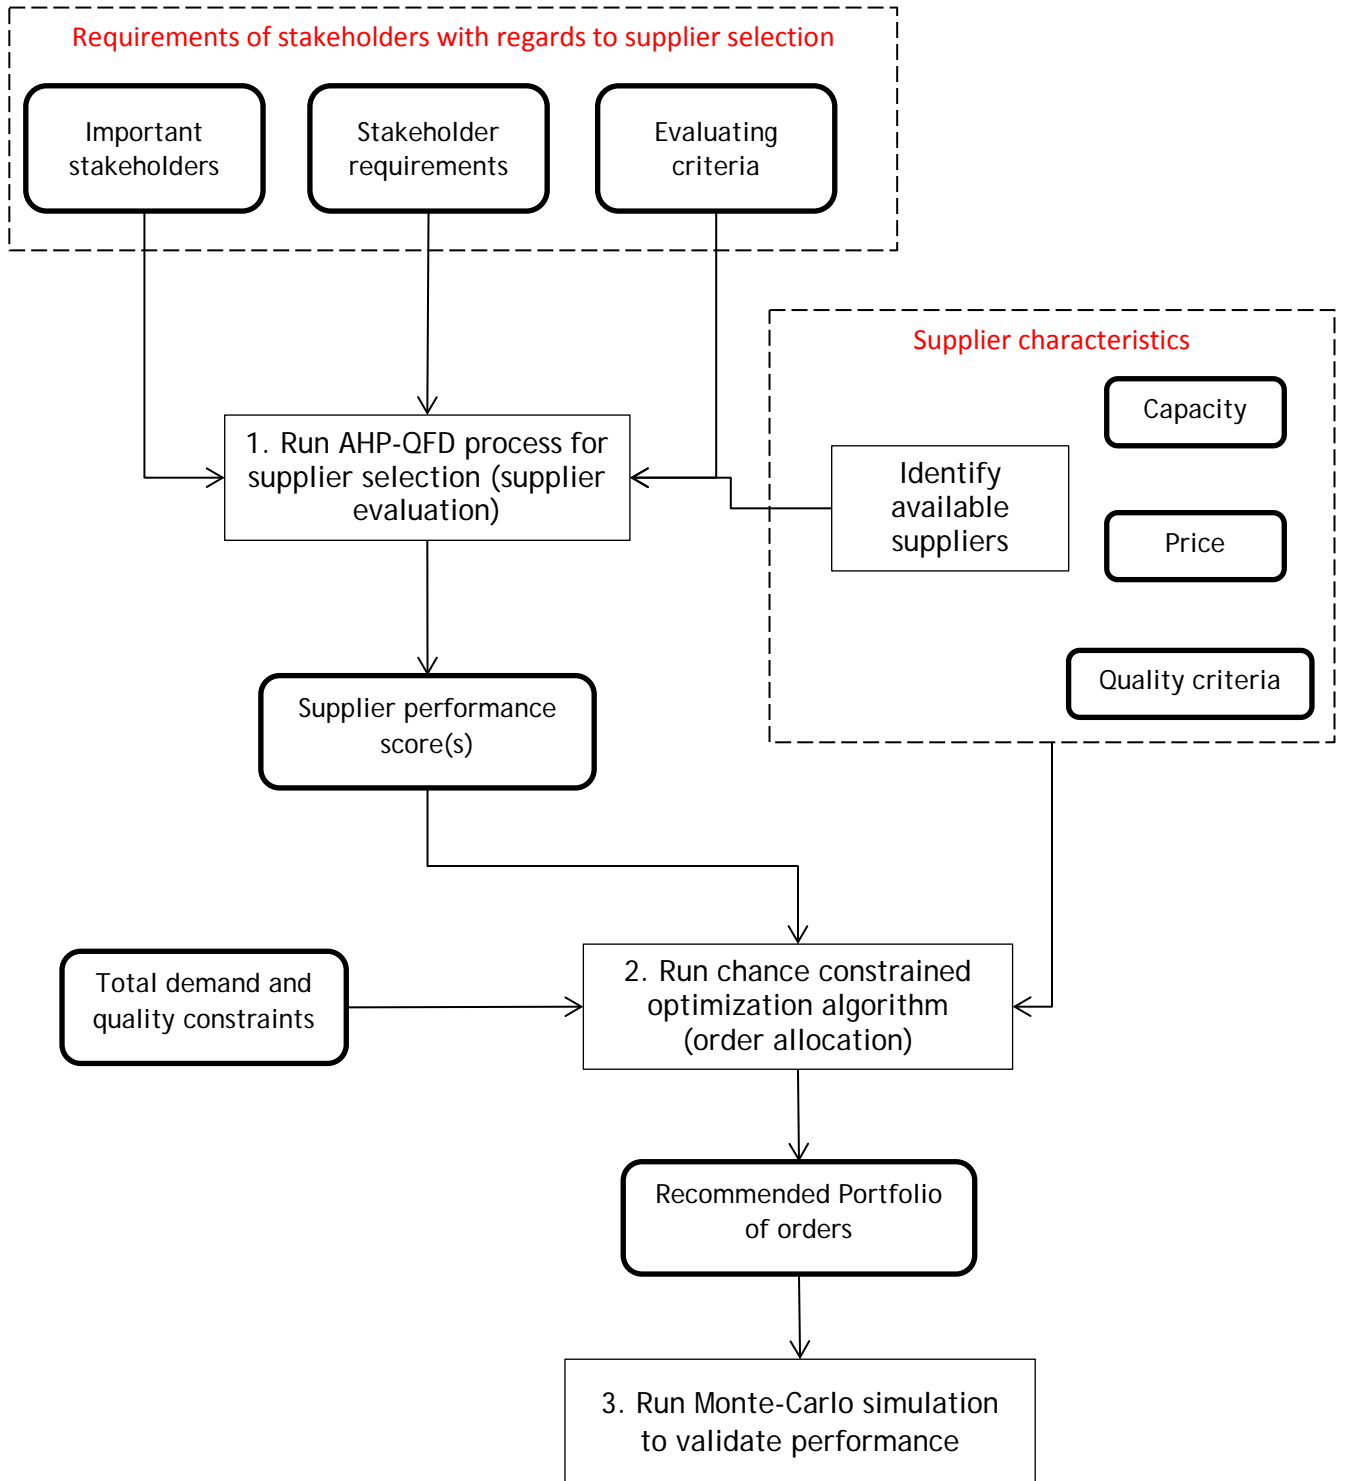 Requirements of stakeholders with regards to supplier selection
Important
stakeholders
Stakeholder
requirements
Evaluating
criteria
Supplier characteristics
Capacity
Identify
available
suppliers
Price
Quality criteria
1. Run AHP-QFD process for
supplier selection (supplier
evaluation)
Supplier performance
score(s)
Total demand and
quality constraints
2. Run chance constrained
optimization algorithm
(order allocation)
Recommended Portfolio
of orders
3. Run Monte-Carlo simulation
to validate performance